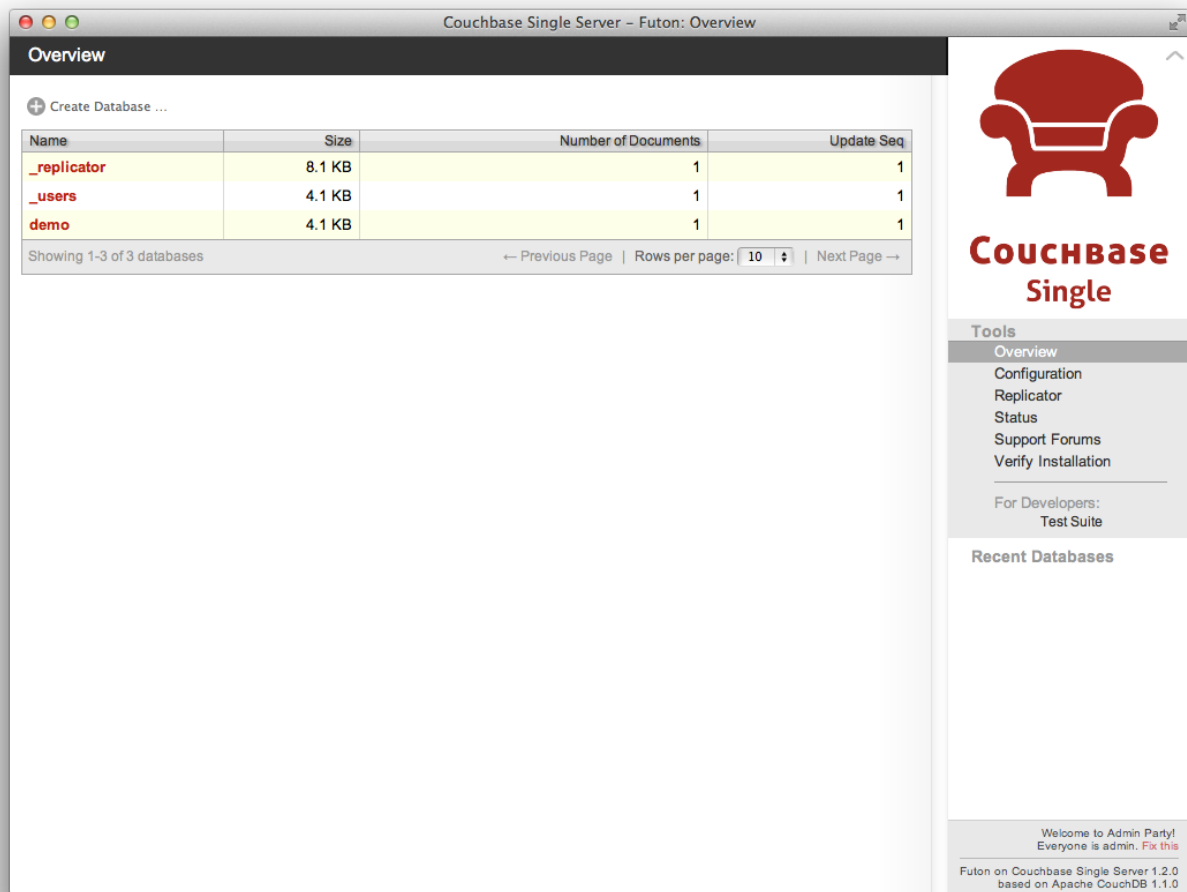 Couchbase Single Server – Futon: Overview
Overview
Create Database ...
Name Size Number of Documents Update Seq
_replicator 8.1 KB 1 1
_users 4.1 KB 1 1
demo 4.1 KB 1 1
Showing 1-3 of 3 databases ← Previous Page | Rows per page: 10 | Next Page →
COUCHBASE
Single
Tools
Overview
Configuration
Replicator
Status
Support Forums
Verify Installation
For Developers:
Test Suite
Recent Databases
Welcome to Admin Party!
Everyone is admin. Fix this
Futon on Couchbase Single Server 1.2.0
based on Apache CouchDB 1.1.0